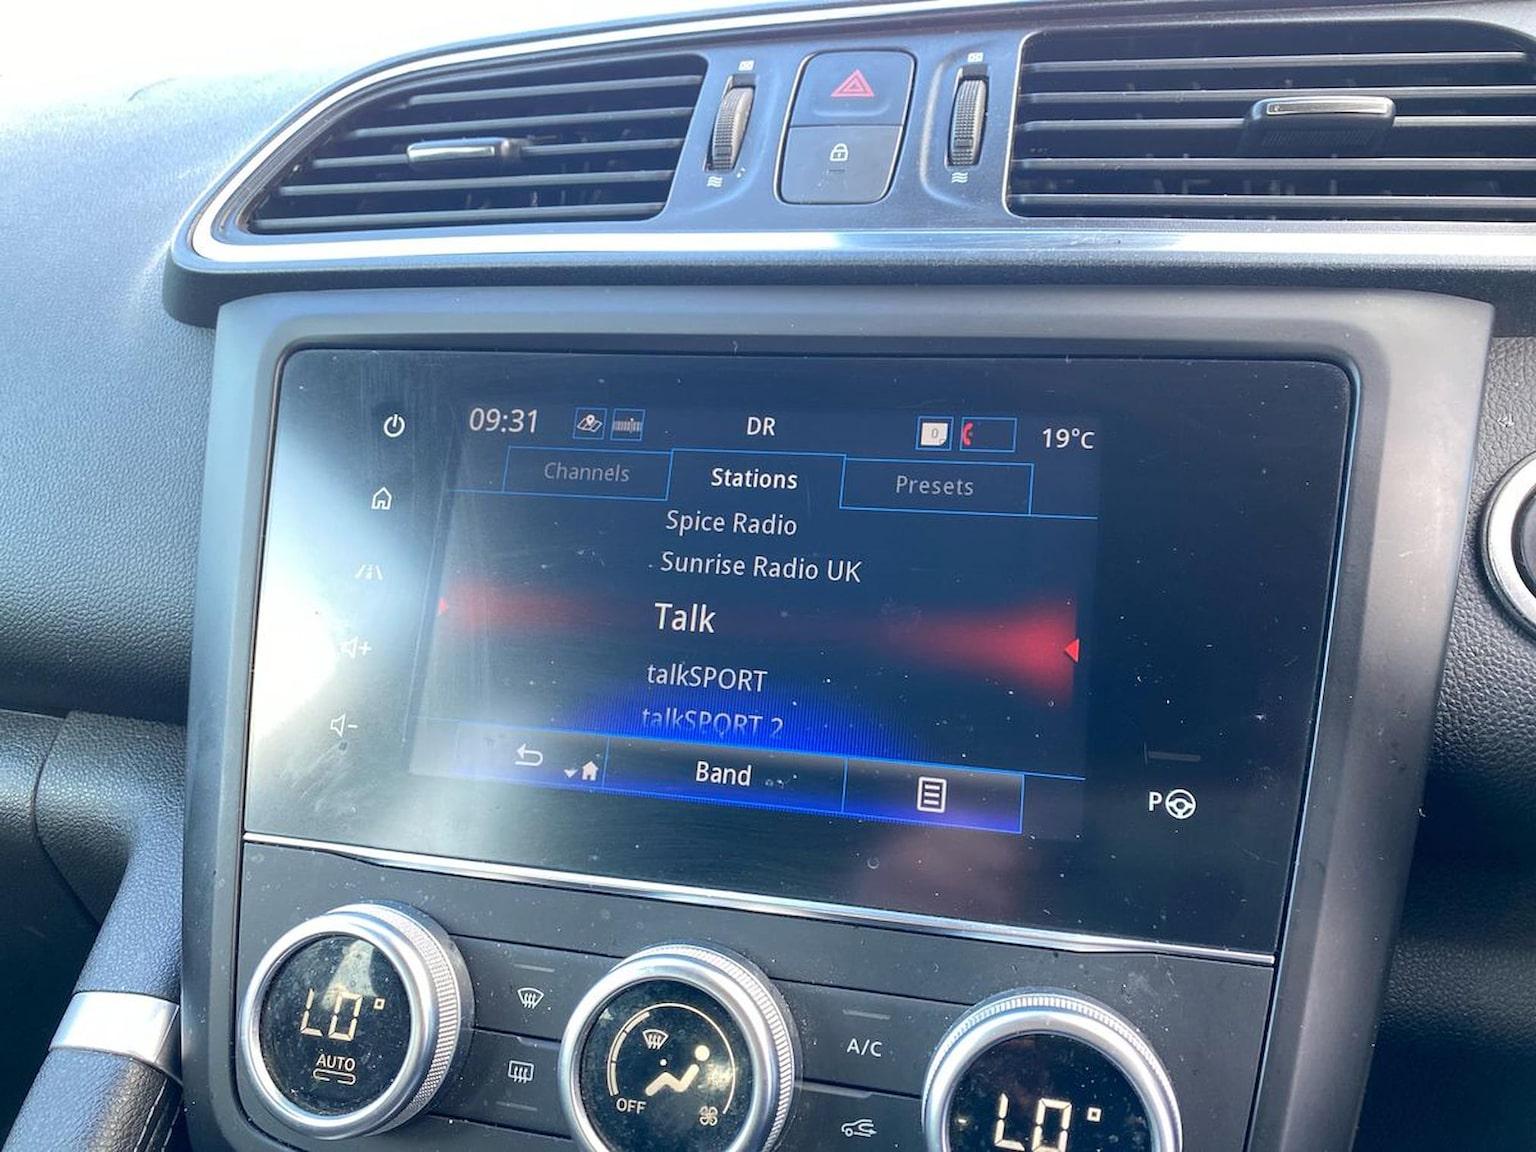 09:31 DR 0 19°C
Channels Stations Presets
Spice Radio
Sunrise Radio UK
Talk
talkSPORT
talkSPORT 2
Band
P
LO°
AUTO
OFF
A/C
LO°